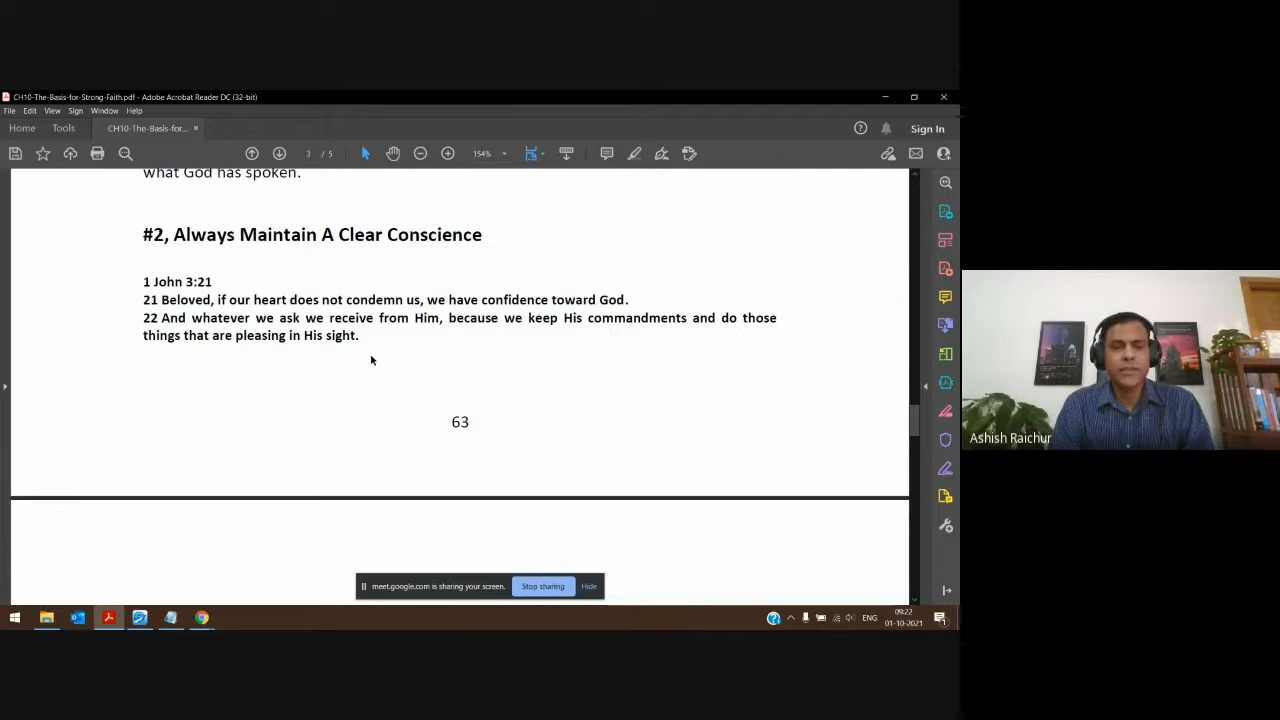 CH10-The-Basis-for-Strong-Faith.pdf - Adobe Acrobat Reader DC (32-bit)
File Edit View Sign Window Help
Home Tools CH10-The-Basis-for... × Sign In
3 / 5 154%
what God has spoken.
#2, Always Maintain A Clear Conscience
1 John 3:21
21 Beloved, if our heart does not condemn us, we have confidence toward God.
22 And whatever we ask we receive from Him, because we keep His commandments and do those
things that are pleasing in His sight.
63
Ashish Raichur
meet.google.com is sharing your screen. Stop sharing Hide
ENG
09:22
01-10-2021